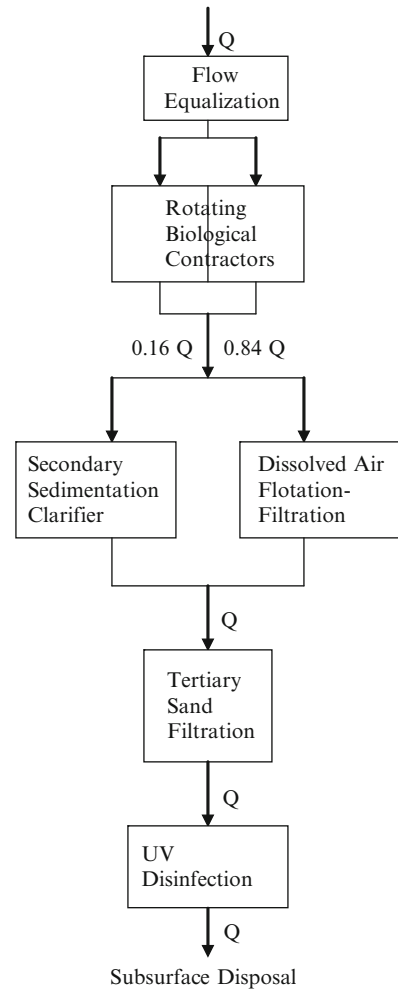 Q
Flow
Equalization
Rotating
Biological
Contractors
0.16 Q 0.84 Q
Secondary
Sedimentation
Clarifier
Dissolved Air
Flotation-
Filtration
Q
Tertiary
Sand
Filtration
Q
UV
Disinfection
Q
Subsurface Disposal